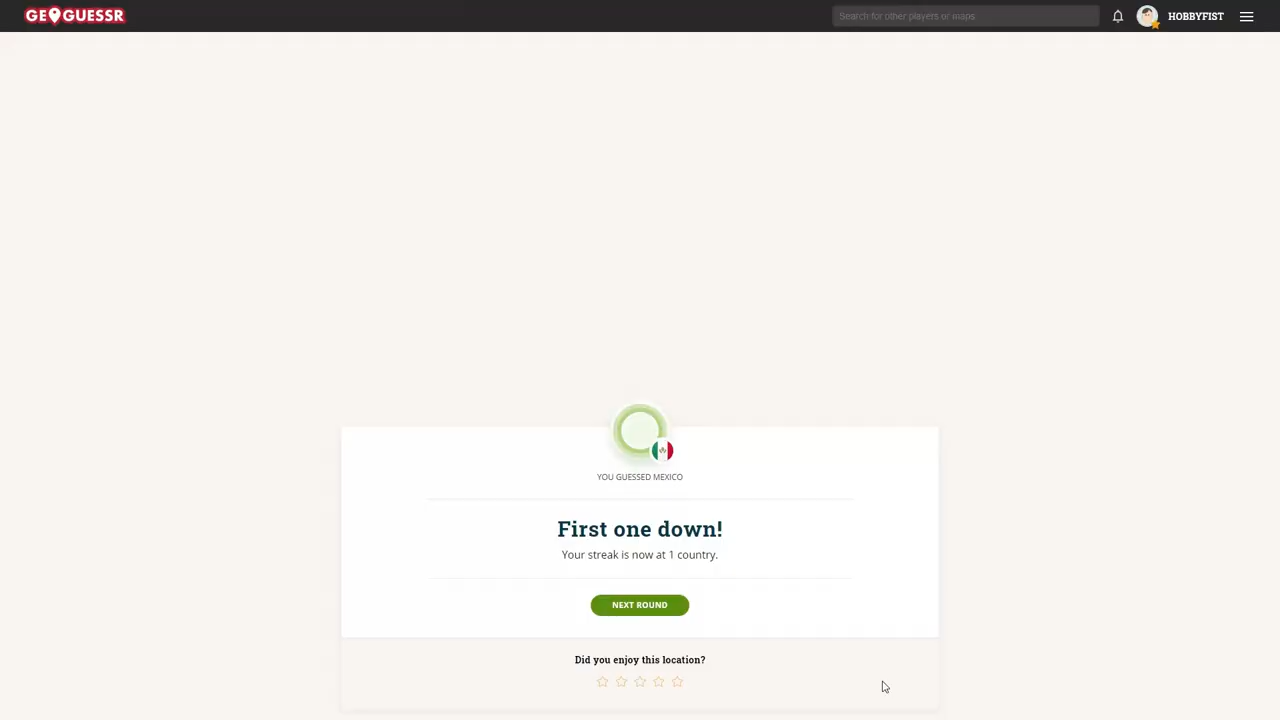 GEOGUESSR
Search for other players or maps
HOBBYFIST
YOU GUESSED MEXICO
First one down!
Your streak is now at 1 country.
NEXT ROUND
Did you enjoy this location?